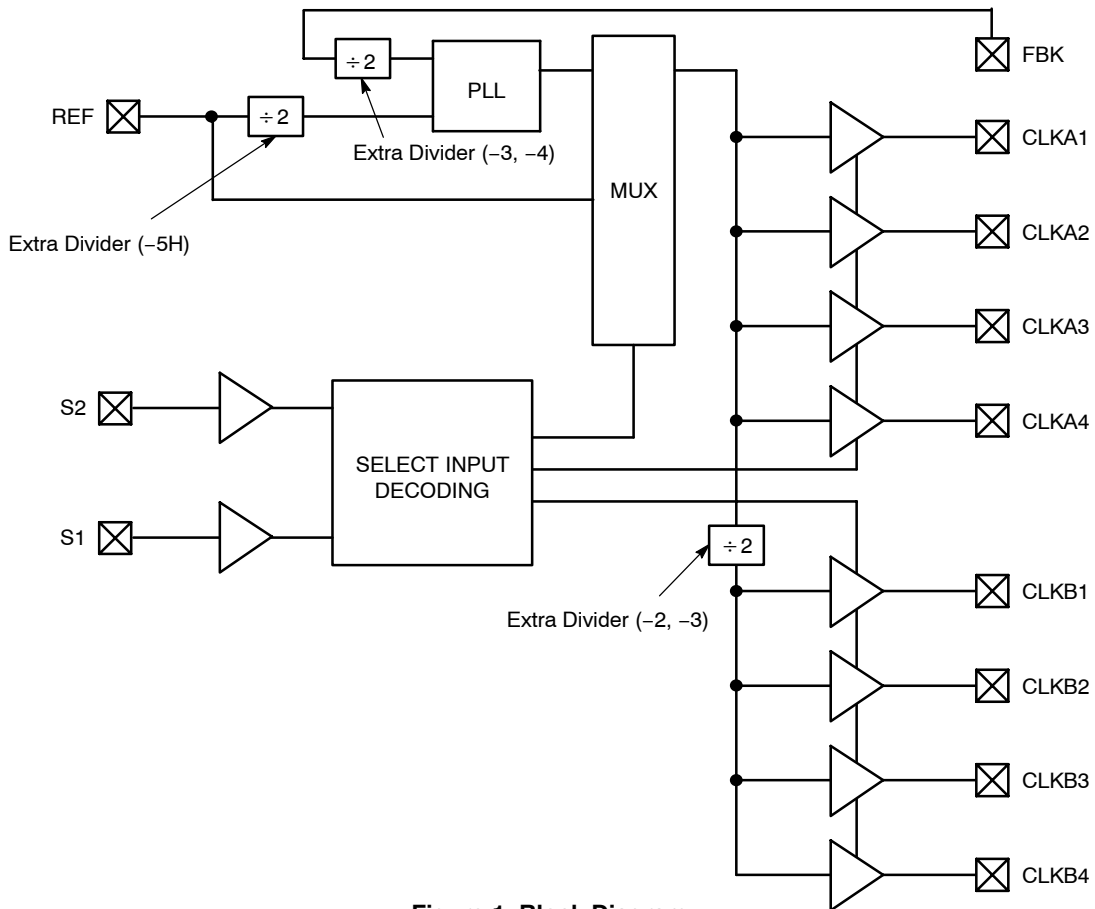 FBK
÷2
PLL
REF
÷2
CLKA1
Extra Divider (−3, −4)
MUX
CLKA2
Extra Divider (−5H)
CLKA3
S2
CLKA4
SELECT INPUT
DECODING
S1
÷2
CLKB1
Extra Divider (−2, −3)
CLKB2
CLKB3
CLKB4